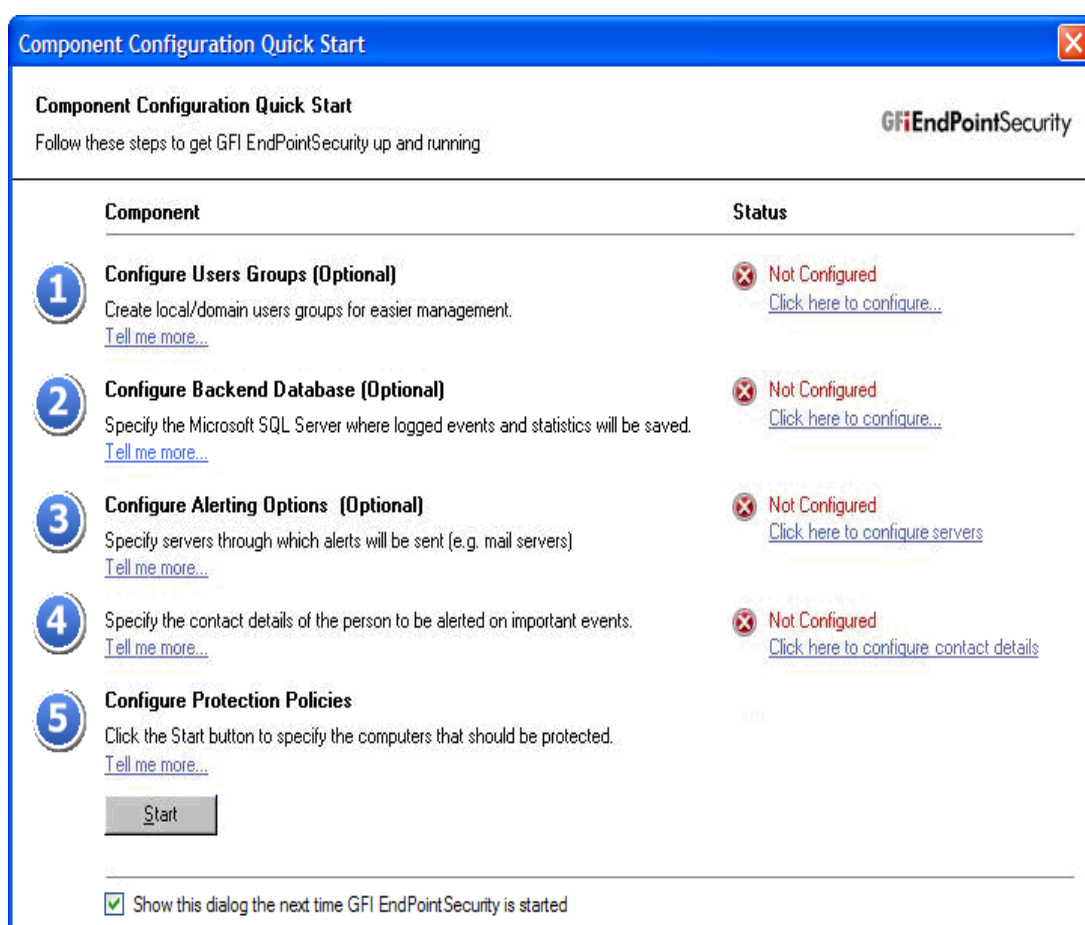 Component Configuration Quick Start
Component Configuration Quick Start
Follow these steps to get GFI EndPointSecurity up and running
GFiEndPointSecurity
Component
Status
1
Configure Users Groups (Optional)
Create local/domain users groups for easier management.
Tell me more...
Not Configured
Click here to configure...
2
Configure Backend Database (Optional)
Specify the Microsoft SQL Server where logged events and statistics will be saved.
Tell me more...
Not Configured
Click here to configure...
3
Configure Alerting Options (Optional)
Specify servers through which alerts will be sent (e.g. mail servers)
Tell me more...
Not Configured
Click here to configure servers
4
Specify the contact details of the person to be alerted on important events.
Tell me more...
Not Configured
Click here to configure contact details
5
Configure Protection Policies
Click the Start button to specify the computers that should be protected.
Tell me more...
Start
Show this dialog the next time GFI EndPointSecurity is started